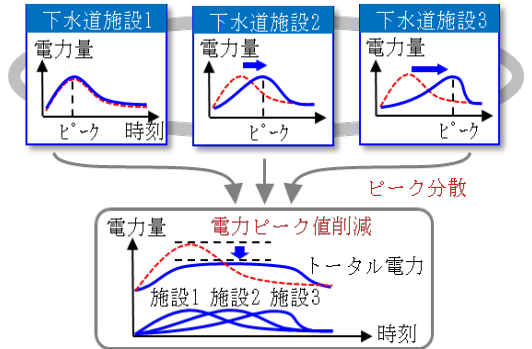 下水道施設1
下水道施設2
下水道施設3
電力量
電力量
電力量
ピーク
時刻
ピーク
ピーク
ピーク分散
電力量
電力ピーク値削減
トータル電力
施設1 施設2 施設3
時刻